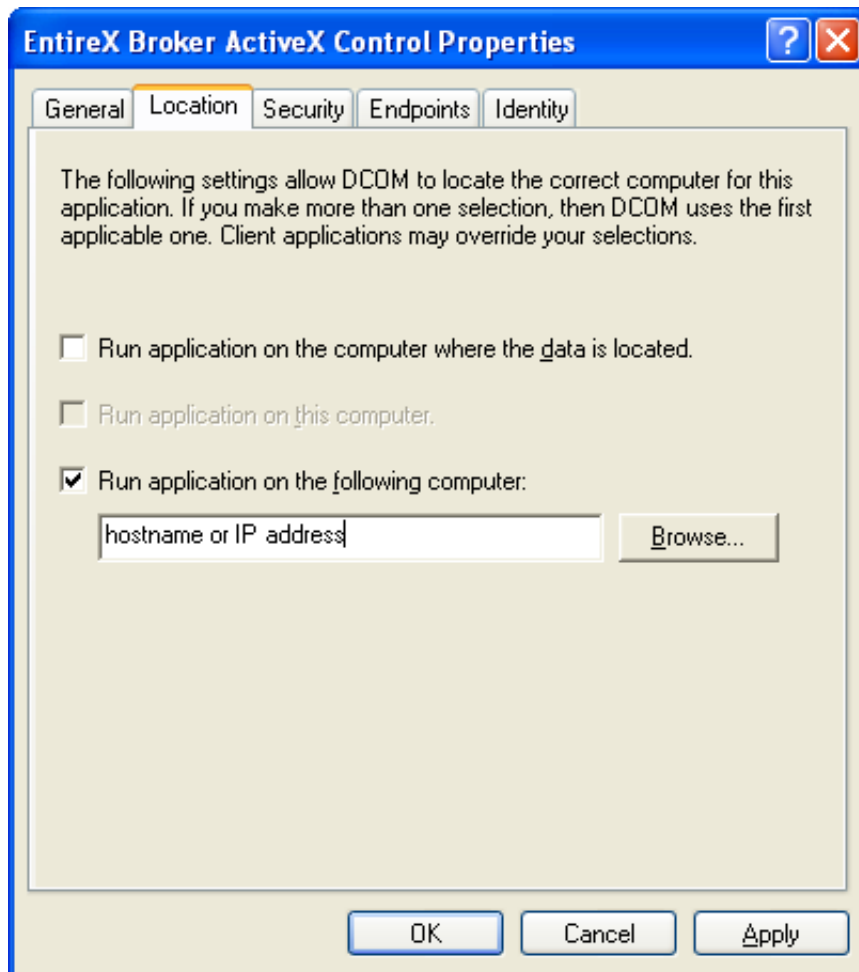 EntireX Broker ActiveX Control Properties
General Location Security Endpoints Identity
The following settings allow DCOM to locate the correct computer for this
application. If you make more than one selection, then DCOM uses the first
applicable one. Client applications may override your selections.
Run application on the computer where the data is located.
Run application on this computer.
Run application on the following computer:
hostname or IP address
Browse...
OK Cancel Apply